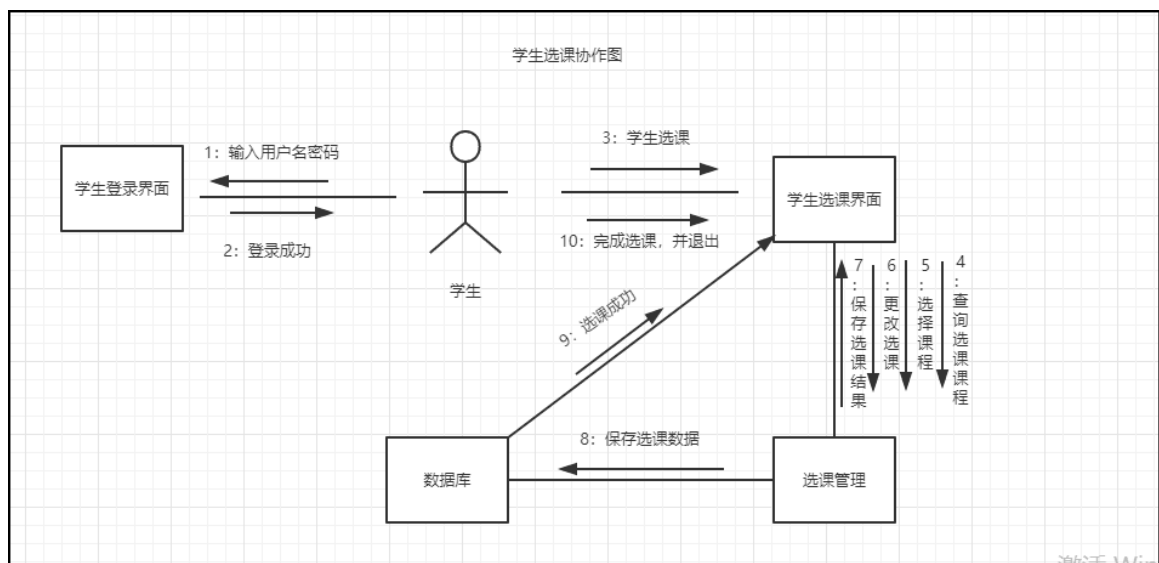 学生选课协作图
1：输入用户名密码
3：学生选课
学生登录界面
学生选课界面
2：登录成功
10：完成选课，并退出
学生
7：保存选课结果
6：更改选课
5：选择课程
4：查询选课课程
9：选课成功
8：保存选课数据
数据库
选课管理